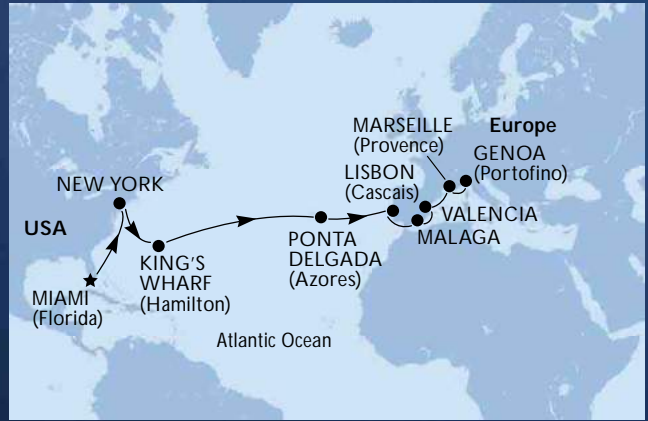 MARSEILLE
(Provence)
Europe
GENOA
(Portofino)
LISBON
(Cascais)
NEW YORK
VALENCIA
USA
MALAGA
PONTA
DELGADA
(Azores)
KING'S
WHARF
(Hamilton)
MIAMI
(Florida)
Atlantic Ocean